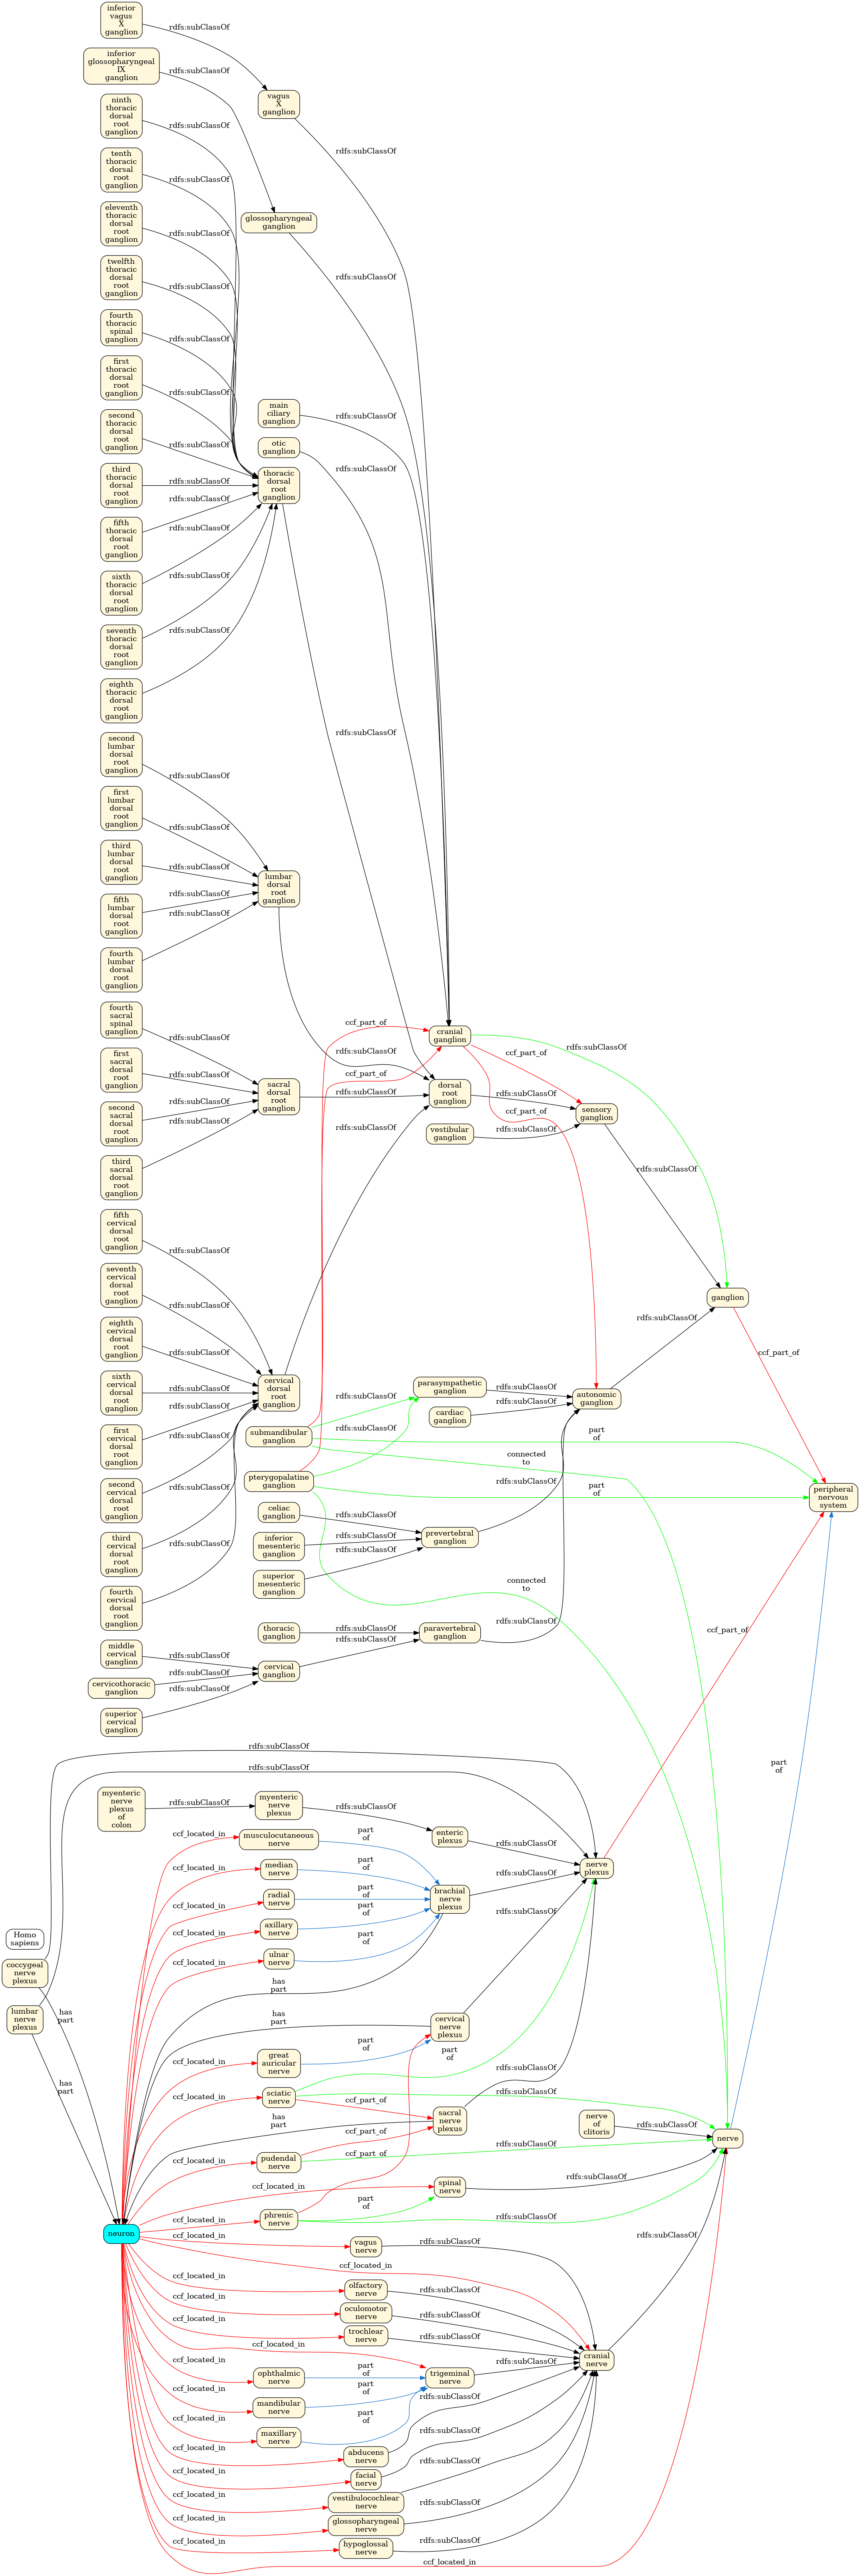 inferior
vagus
X
ganglion
rdfs:subClassOf
inferior
glossopharyngeal
IX
ganglion
rdfs:subClassOf
vagus
X
ganglion
rdfs:subClassOf
ninth
thoracic
dorsal
root
ganglion
rdfs:subClassOf
tenth
thoracic
dorsal
root
ganglion
rdfs:subClassOf
eleventh
thoracic
dorsal
root
ganglion
rdfs:subClassOf
glossopharyngeal
ganglion
rdfs:subClassOf
twelfth
thoracic
dorsal
root
ganglion
rdfs:subClassOf
fourth
thoracic
spinal
ganglion
rdfs:subClassOf
first
thoracic
dorsal
root
ganglion
rdfs:subClassOf
main
ciliary
ganglion
rdfs:subClassOf
second
thoracic
dorsal
root
ganglion
rdfs:subClassOf
otic
ganglion
rdfs:subClassOf
third
thoracic
dorsal
root
ganglion
rdfs:subClassOf
thoracic
dorsal
root
ganglion
rdfs:subClassOf
fifth
thoracic
dorsal
root
ganglion
rdfs:subClassOf
sixth
thoracic
dorsal
root
ganglion
rdfs:subClassOf
seventh
thoracic
dorsal
root
ganglion
rdfs:subClassOf
eighth
thoracic
dorsal
root
ganglion
rdfs:subClassOf
second
lumbar
dorsal
root
ganglion
rdfs:subClassOf
first
lumbar
dorsal
root
ganglion
rdfs:subClassOf
third
lumbar
dorsal
root
ganglion
rdfs:subClassOf
lumbar
dorsal
root
ganglion
rdfs:subClassOf
fifth
lumbar
dorsal
root
ganglion
rdfs:subClassOf
fourth
lumbar
dorsal
root
ganglion
fourth
sacral
spinal
ganglion
rdfs:subClassOf
ccf_part_of
cranial
ganglion
rdfs:subClassOf
ccf_part_of
first
sacral
dorsal
root
ganglion
rdfs:subClassOf
ccf_part_of
sacral
dorsal
root
ganglion
rdfs:subClassOf
dorsal
root
ganglion
rdfs:subClassOf
second
sacral
dorsal
root
ganglion
rdfs:subClassOf
ccf_part_of
sensory
ganglion
rdfs:subClassOf
vestibular
ganglion
rdfs:subClassOf
third
sacral
dorsal
root
ganglion
rdfs:subClassOf
fifth
cervical
dorsal
root
ganglion
rdfs:subClassOf
seventh
cervical
dorsal
root
ganglion
rdfs:subClassOf
ganglion
ccf_part_of
eighth
cervical
dorsal
root
ganglion
rdfs:subClassOf
sixth
cervical
dorsal
root
ganglion
rdfs:subClassOf
cervical
dorsal
root
ganglion
rdfs:subClassOf
parasympathetic
ganglion
rdfs:subClassOf
autonomic
ganglion
rdfs:subClassOf
cardiac
ganglion
rdfs:subClassOf
first
cervical
dorsal
root
ganglion
rdfs:subClassOf
submandibular
ganglion
rdfs:subClassOf
part
of
connected
to
second
cervical
dorsal
root
ganglion
rdfs:subClassOf
pterygopalatine
ganglion
rdfs:subClassOf
part
of
peripheral
nervous
system
celiac
ganglion
rdfs:subClassOf
third
cervical
dorsal
root
ganglion
rdfs:subClassOf
inferior
mesenteric
ganglion
rdfs:subClassOf
prevertebral
ganglion
rdfs:subClassOf
superior
mesenteric
ganglion
rdfs:subClassOf
connected
to
fourth
cervical
dorsal
root
ganglion
thoracic
ganglion
rdfs:subClassOf
paravertebral
ganglion
rdfs:subClassOf
ccf_part_of
middle
cervical
ganglion
rdfs:subClassOf
cervical
ganglion
cervicothoracic
ganglion
rdfs:subClassOf
superior
cervical
ganglion
rdfs:subClassOf
rdfs:subClassOf
part
of
myenteric
nerve
plexus
of
colon
rdfs:subClassOf
myenteric
nerve
plexus
rdfs:subClassOf
enteric
plexus
rdfs:subClassOf
nerve
plexus
ccf_located_in
musculocutaneous
nerve
part
of
ccf_located_in
median
nerve
part
of
brachial
nerve
plexus
rdfs:subClassOf
ccf_located_in
radial
nerve
part
of
ccf_located_in
axillary
nerve
part
of
Homo
sapiens
ccf_located_in
ulnar
nerve
part
of
coccygeal
nerve
plexus
has
part
has
part
lumbar
nerve
plexus
has
part
has
part
cervical
nerve
plexus
rdfs:subClassOf
ccf_located_in
great
auricular
nerve
part
of
part
of
rdfs:subClassOf
ccf_located_in
sciatic
nerve
rdfs:subClassOf
ccf_part_of
has
part
sacral
nerve
plexus
nerve
of
clitoris
rdfs:subClassOf
nerve
ccf_located_in
pudendal
nerve
ccf_part_of
ccf_part_of
rdfs:subClassOf
ccf_located_in
spinal
nerve
rdfs:subClassOf
neuron
ccf_located_in
phrenic
nerve
part
of
rdfs:subClassOf
ccf_located_in
vagus
nerve
rdfs:subClassOf
rdfs:subClassOf
ccf_located_in
ccf_located_in
olfactory
nerve
rdfs:subClassOf
ccf_located_in
oculomotor
nerve
rdfs:subClassOf
ccf_located_in
trochlear
nerve
rdfs:subClassOf
ccf_located_in
cranial
nerve
ccf_located_in
ophthalmic
nerve
part
of
trigeminal
nerve
rdfs:subClassOf
ccf_located_in
mandibular
nerve
part
of
rdfs:subClassOf
ccf_located_in
maxillary
nerve
part
of
ccf_located_in
abducens
nerve
rdfs:subClassOf
ccf_located_in
facial
nerve
rdfs:subClassOf
ccf_located_in
vestibulocochlear
nerve
rdfs:subClassOf
ccf_located_in
glossopharyngeal
nerve
rdfs:subClassOf
ccf_located_in
hypoglossal
nerve
ccf_located_in